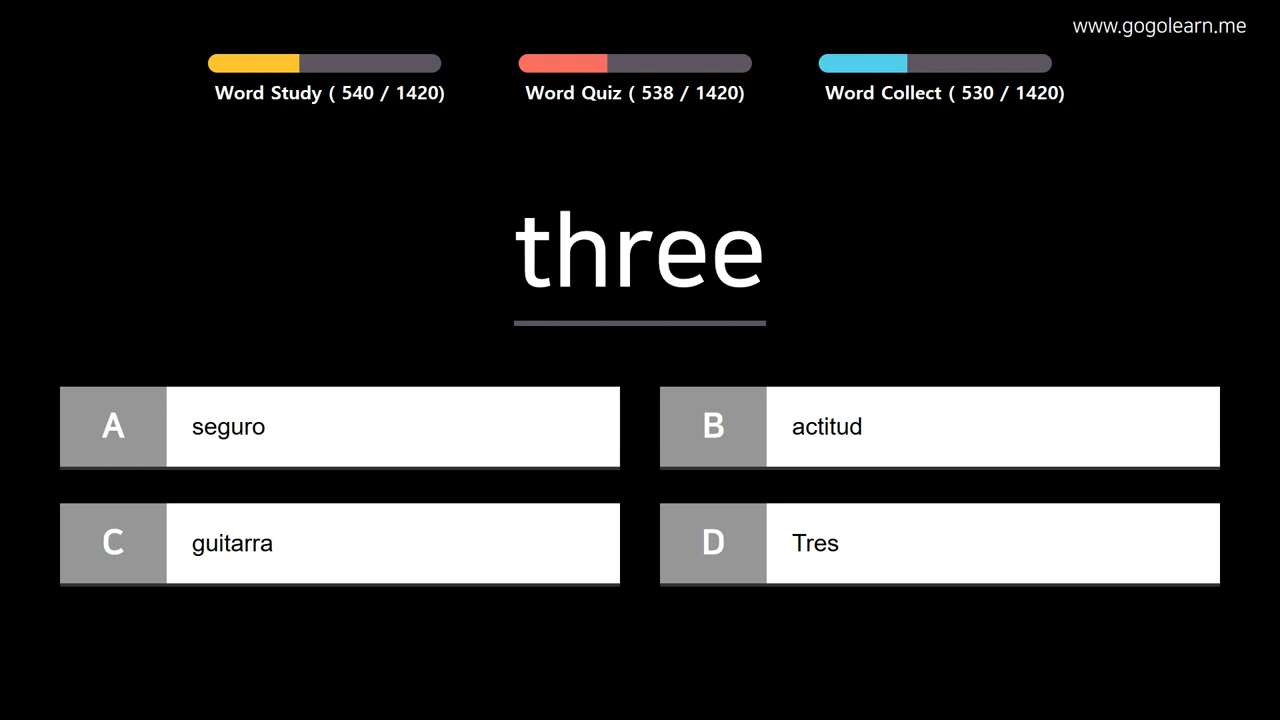 www.gogolearn.me
Word Study ( 540 / 1420)
Word Quiz ( 538 / 1420)
Word Collect ( 530 / 1420)
three
A seguro
B actitud
C guitarra
D Tres